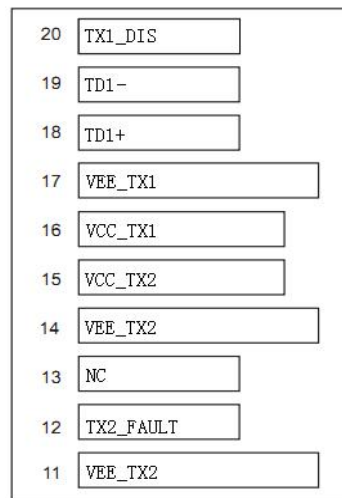 20 TX1_DIS
19 TD1-
18 TD1+
17 VEE_TX1
16 VCC_TX1
15 VCC_TX2
14 VEE_TX2
13 NC
12 TX2_FAULT
11 VEE_TX2